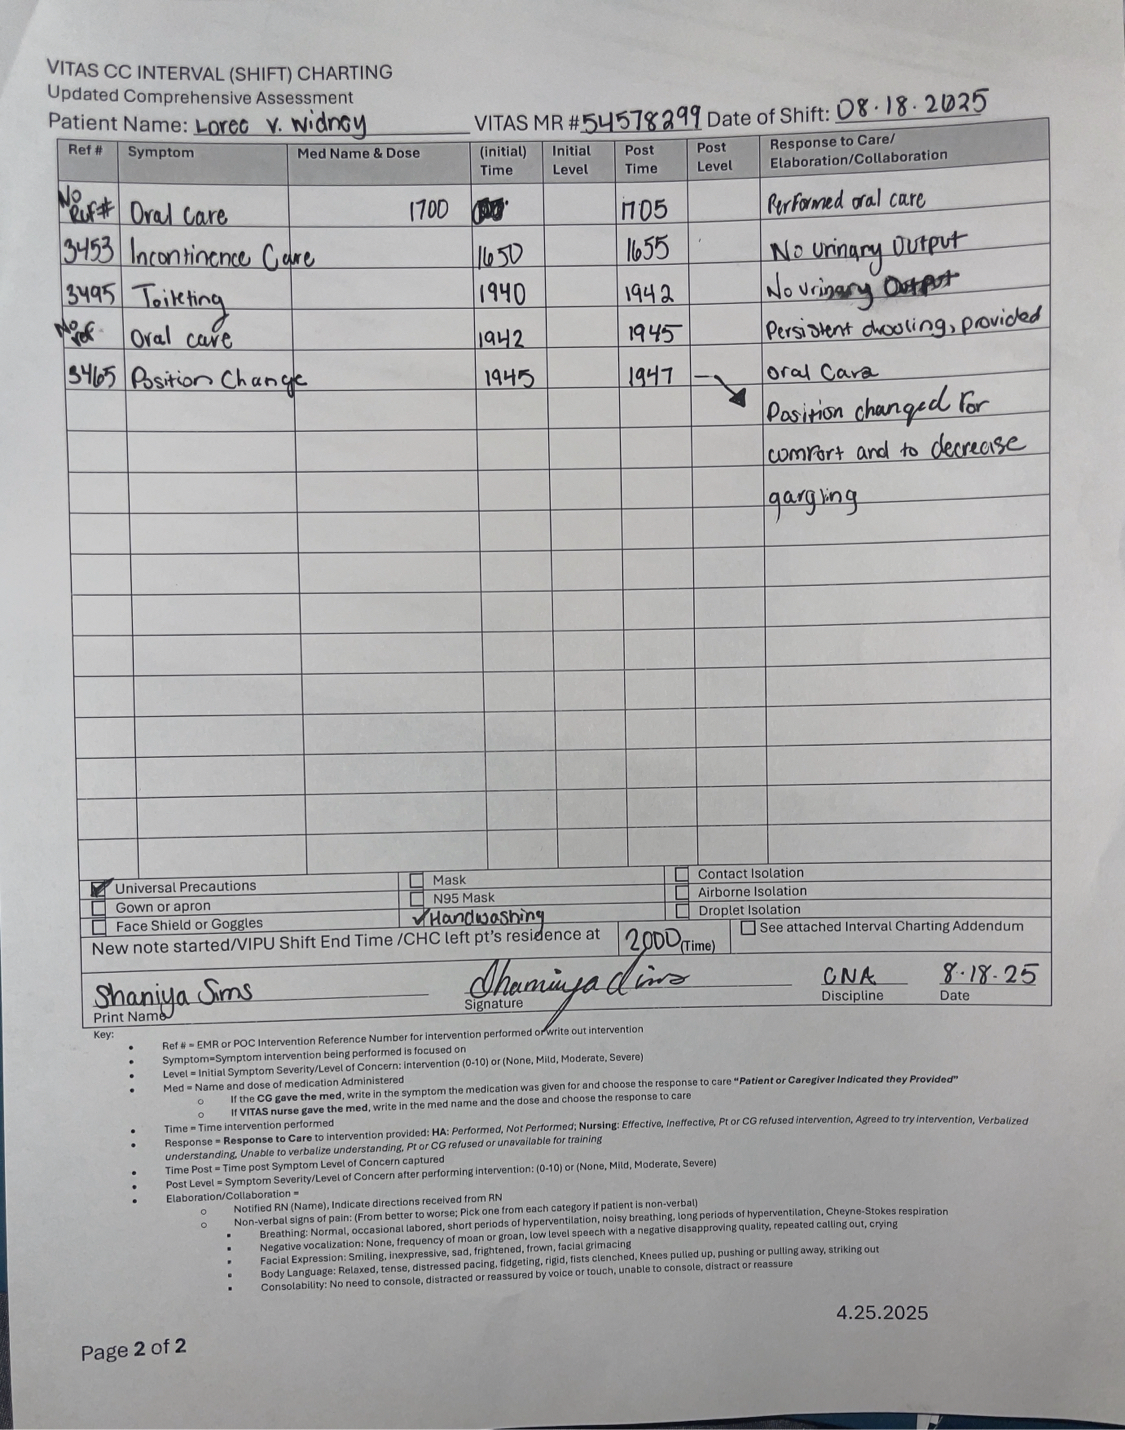 VITAS CC INTERVAL (SHIFT) CHARTING
Updated Comprehensive Assessment
Patient Name: Loree V. Widney VITAS MR # 54578299 Date of Shift: 08.18.2025
Ref # Symptom Med Name & Dose (initial) Time Initial Level Post Time Post Level Response to Care/ Elaboration/Collaboration
No Ref# Oral care 1700 1705 Performed oral care
3453 Incontinence Care 1650 1655 No Urinary Output
3495 Toileting 1940 1942 No Urinary Output
No ref Oral care 1942 1945 Persistent drooling, provided
3465 Position Change 1945 1947 oral Care
Position changed For
comfort and to decrease
gargling
Universal Precautions Mask Contact Isolation
Gown or apron N95 Mask Airborne Isolation
Face Shield or Goggles Handwashing Droplet Isolation
New note started/VIPU Shift End Time /CHC left pt's residence at 2000 (Time) See attached Interval Charting Addendum
Shaniya Sims Shaniya Sims CNA 8.18.25
Print Name Signature Discipline Date
Key:
• Ref # = EMR or POC Intervention Reference Number for intervention performed or write out intervention
• Symptom=Symptom intervention being performed is focused on
• Level = Initial Symptom Severity/Level of Concern: intervention (0-10) or (None, Mild, Moderate, Severe)
• Med = Name and dose of medication Administered
o If the CG gave the med, write in the symptom the medication was given for and choose the response to care "Patient or Caregiver Indicated they Provided"
o If VITAS nurse gave the med, write in the med name and the dose and choose the response to care
• Time = Time intervention performed
• Response = Response to Care to intervention provided: HA: Performed, Not Performed; Nursing: Effective, Ineffective, Pt or CG refused intervention, Agreed to try intervention, Verbalized
understanding, Unable to verbalize understanding, Pt or CG refused or unavailable for training
• Time Post = Time post Symptom Level of Concern captured
• Post Level = Symptom Severity/Level of Concern after performing intervention: (0-10) or (None, Mild, Moderate, Severe)
• Elaboration/Collaboration =
o Notified RN (Name), Indicate directions received from RN
o Non-verbal signs of pain: (From better to worse; Pick one from each category if patient is non-verbal)
▪ Breathing: Normal, occasional labored, short periods of hyperventilation, noisy breathing, long periods of hyperventilation, Cheyne-Stokes respiration
▪ Negative vocalization: None, frequency of moan or groan, low level speech with a negative disapproving quality, repeated calling out, crying
▪ Facial Expression: Smiling, inexpressive, sad, frightened, frown, facial grimacing
▪ Body Language: Relaxed, tense, distressed pacing, fidgeting, rigid, fists clenched, Knees pulled up, pushing or pulling away, striking out
▪ Consolability: No need to console, distracted or reassured by voice or touch, unable to console, distract or reassure
4.25.2025
Page 2 of 2